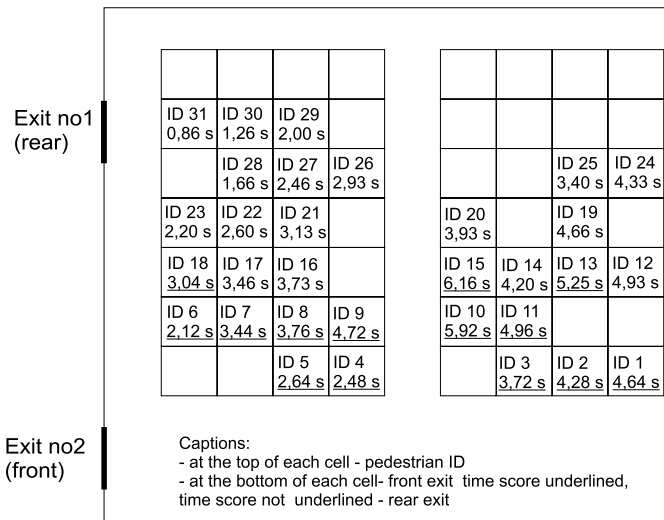 Exit no1
(rear)
ID 31 ID 30 ID 29
0,86 s 1,26 s 2,00 s
ID 28 ID 27 ID 26 ID 25 ID 24
1,66 s 2,46 s 2,93 s 3,40 s 4,33 s
ID 23 ID 22 ID 21 ID 20 ID 19
2,20 s 2,60 s 3,13 s 3,93 s 4,66 s
ID 18 ID 17 ID 16 ID 15 ID 14 ID 13 ID 12
3,04 s 3,46 s 3,73 s 6,16 s 4,20 s 5,25 s 4,93 s
ID 6 ID 7 ID 8 ID 9 ID 10 ID 11
2,12 s 3,44 s 3,76 s 4,72 s 5,92 s 4,96 s
ID 5 ID 4 ID 3 ID 2 ID 1
2,64 s 2,48 s 3,72 s 4,28 s 4,64 s
Exit no2
(front)
Captions:
- at the top of each cell - pedestrian ID
- at the bottom of each cell- front exit time score underlined,
time score not underlined - rear exit